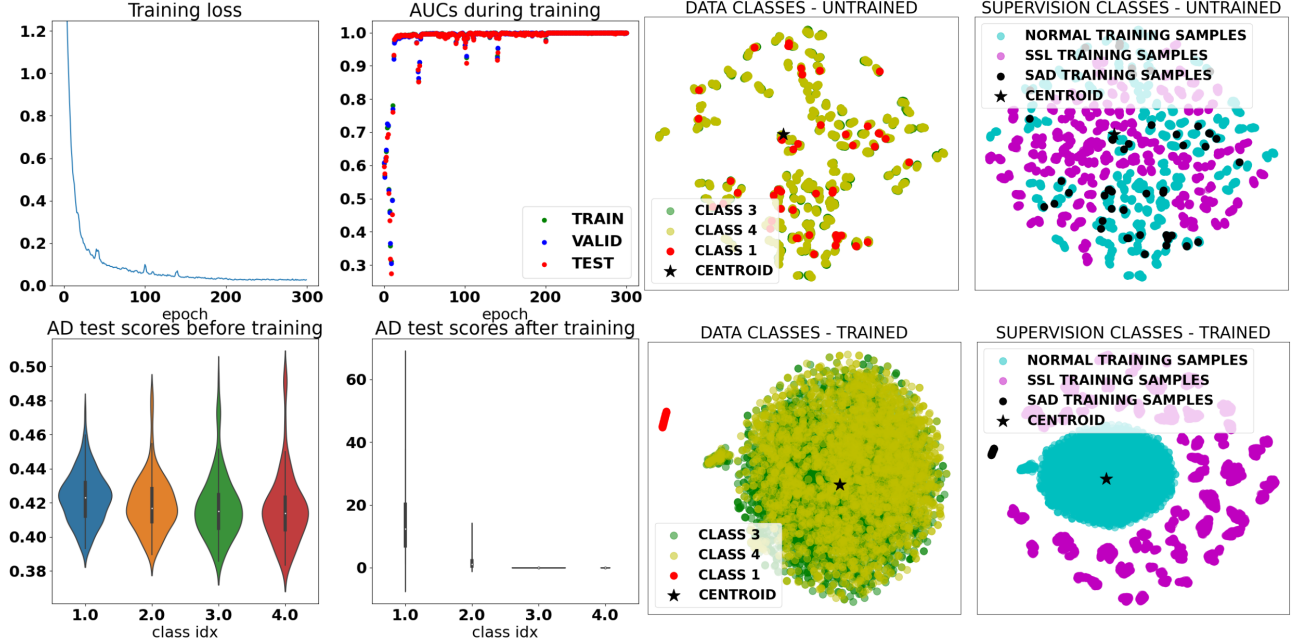 Training loss
1.2
1.0
0.8
0.6
0.4
0.2
0.0
0
100
200
300
epoch
AUCs during training
1.0
0.9
0.8
0.7
0.6
0.5
0.4
0.3
TRAIN
VALID
TEST
0
100
200
300
epoch
DATA CLASSES - UNTRAINED
CLASS 3
CLASS 4
CLASS 1
CENTROID
SUPERVISION CLASSES - UNTRAINED
NORMAL TRAINING SAMPLES
SSL TRAINING SAMPLES
SAD TRAINING SAMPLES
CENTROID
AD test scores before training
0.50
0.48
0.46
0.44
0.42
0.40
0.38
1.0
2.0
3.0
4.0
class idx
AD test scores after training
60
40
20
0
1.0
2.0
3.0
4.0
class idx
DATA CLASSES - TRAINED
CLASS 3
CLASS 4
CLASS 1
CENTROID
SUPERVISION CLASSES - TRAINED
NORMAL TRAINING SAMPLES
SSL TRAINING SAMPLES
SAD TRAINING SAMPLES
CENTROID